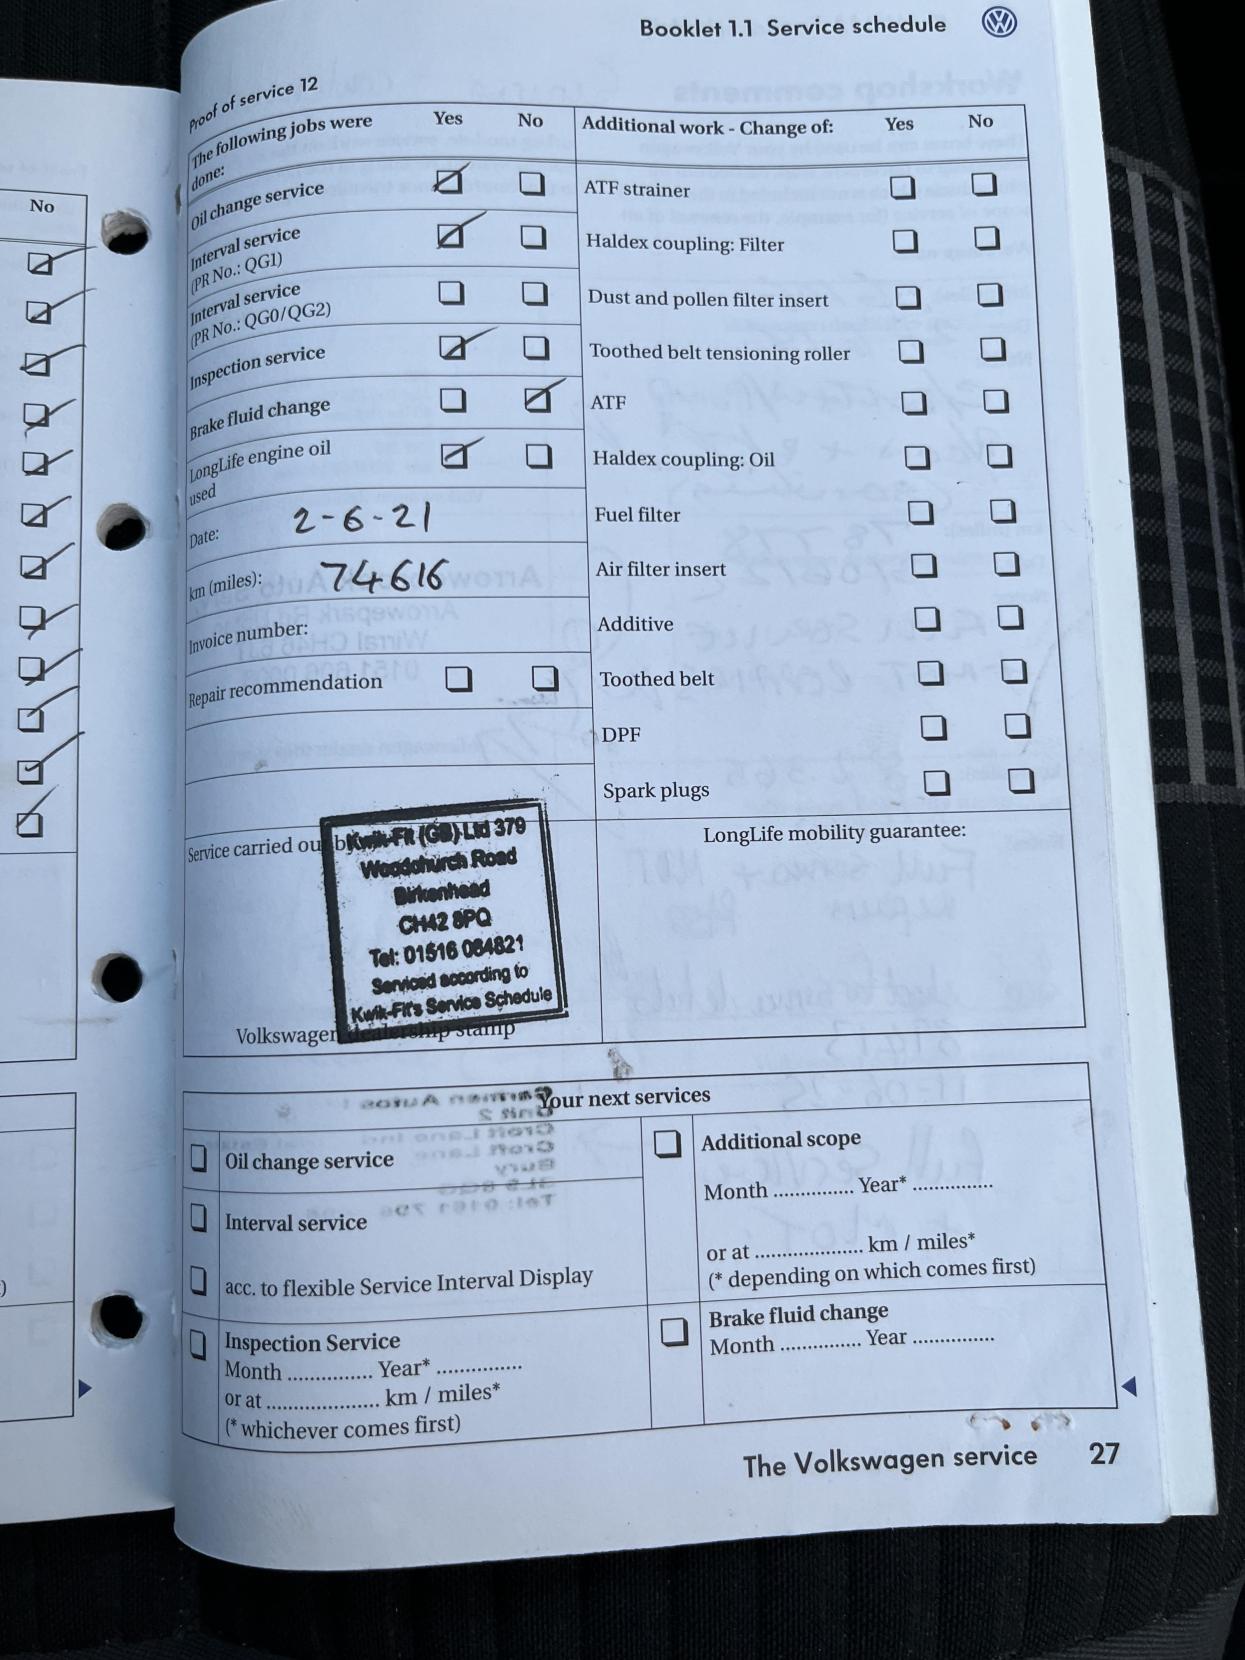 Booklet 1.1 Service schedule
Proof of service 12
The following jobs were done: Yes No
Oil change service
Interval service
(PR No.: QG1)
Interval service
(PR No.: QG0/QG2)
Inspection service
Brake fluid change
LongLife engine oil
used
Date: 2-6-21
km (miles): 74616
Invoice number:
Repair recommendation
Additional work - Change of: Yes No
ATF strainer
Haldex coupling: Filter
Dust and pollen filter insert
Toothed belt tensioning roller
ATF
Haldex coupling: Oil
Fuel filter
Air filter insert
Additive
Toothed belt
DPF
Spark plugs
Service carried out b
Kwik-Fit (GB) Ltd 379
Woodchurch Road
Birkenhead
CH42 8PQ
Tel: 01516 084821
Serviced according to
Kwik-Fit's Service Schedule
Volkswagen dealership stamp
LongLife mobility guarantee:
Your next services
Oil change service
Interval service
acc. to flexible Service Interval Display
Inspection Service
Month ............... Year* ...............
or at .................... km / miles*
(* whichever comes first)
Additional scope
Month .............. Year* ..............
or at ................... km / miles*
(* depending on which comes first)
Brake fluid change
Month .............. Year ..............
The Volkswagen service 27
No